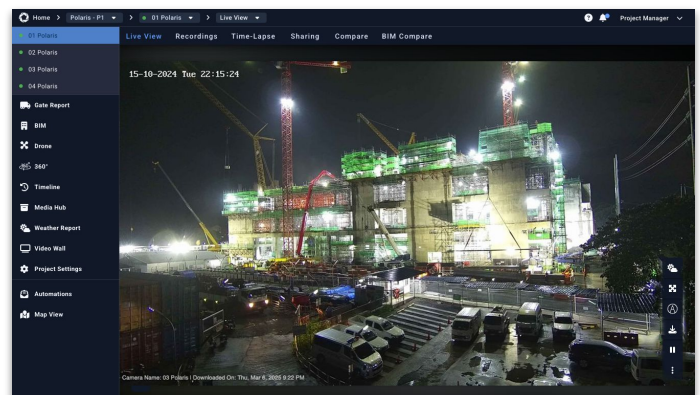 Home > Polaris - P1 > 01 Polaris > Live View
Project Manager
01 Polaris
02 Polaris
03 Polaris
04 Polaris
Gate Report
BIM
Drone
360°
Timeline
Media Hub
Weather Report
Video Wall
Project Settings
Automations
Map View
Live View Recordings Time-Lapse Sharing Compare BIM Compare
15-10-2024 Tue 22:15:24
Camera Name: 03 Polaris | Downloaded On: Thu, Mar 6, 2025 9:22 PM